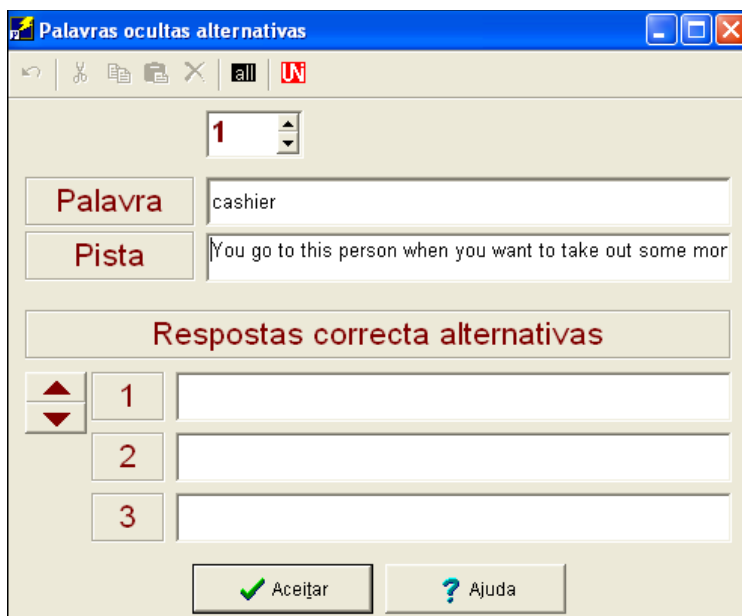 Palavras ocultas alternativas
all UN
1
Palavra cashier
Pista You go to this person when you want to take out some mor
Respostas correcta alternativas
1
2
3
Aceitar ? Ajuda